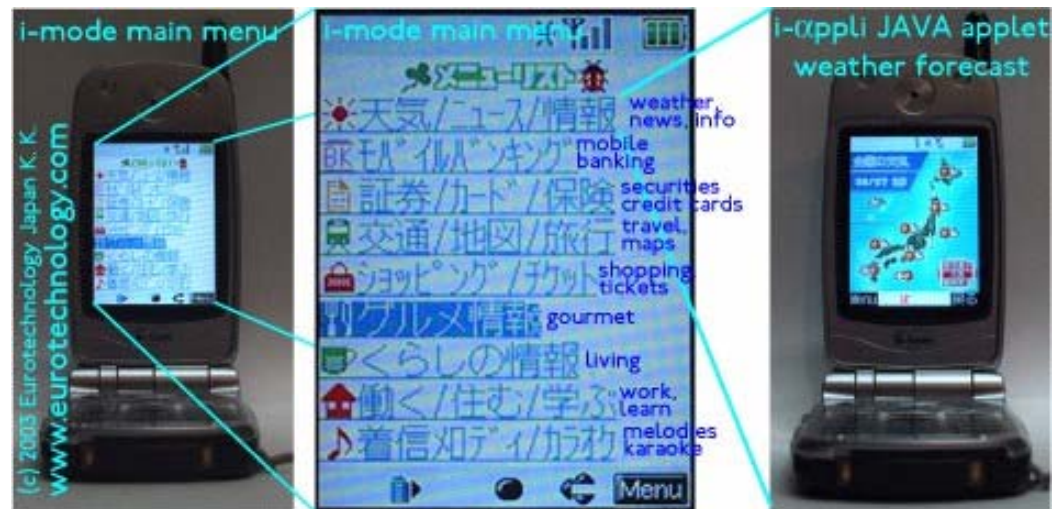 i-mode main menu
(c) 2003 Eurotechnology Japan K. K.
www.eurotechnology.com
i-mode main menu
天気/ニュース/情報
weather,
news, info
BK モバイルバンキング
mobile
banking
証券/カード/保険
securities
credit cards
交通/地図/旅行
travel,
maps
ショッピング/チケット
shopping,
tickets
グルメ情報
gourmet
くらしの情報
living
働く/住む/学ぶ
work,
learn
着信メロディ/カラオケ
melodies
karaoke
Menu
i-αppli JAVA applet
weather forecast